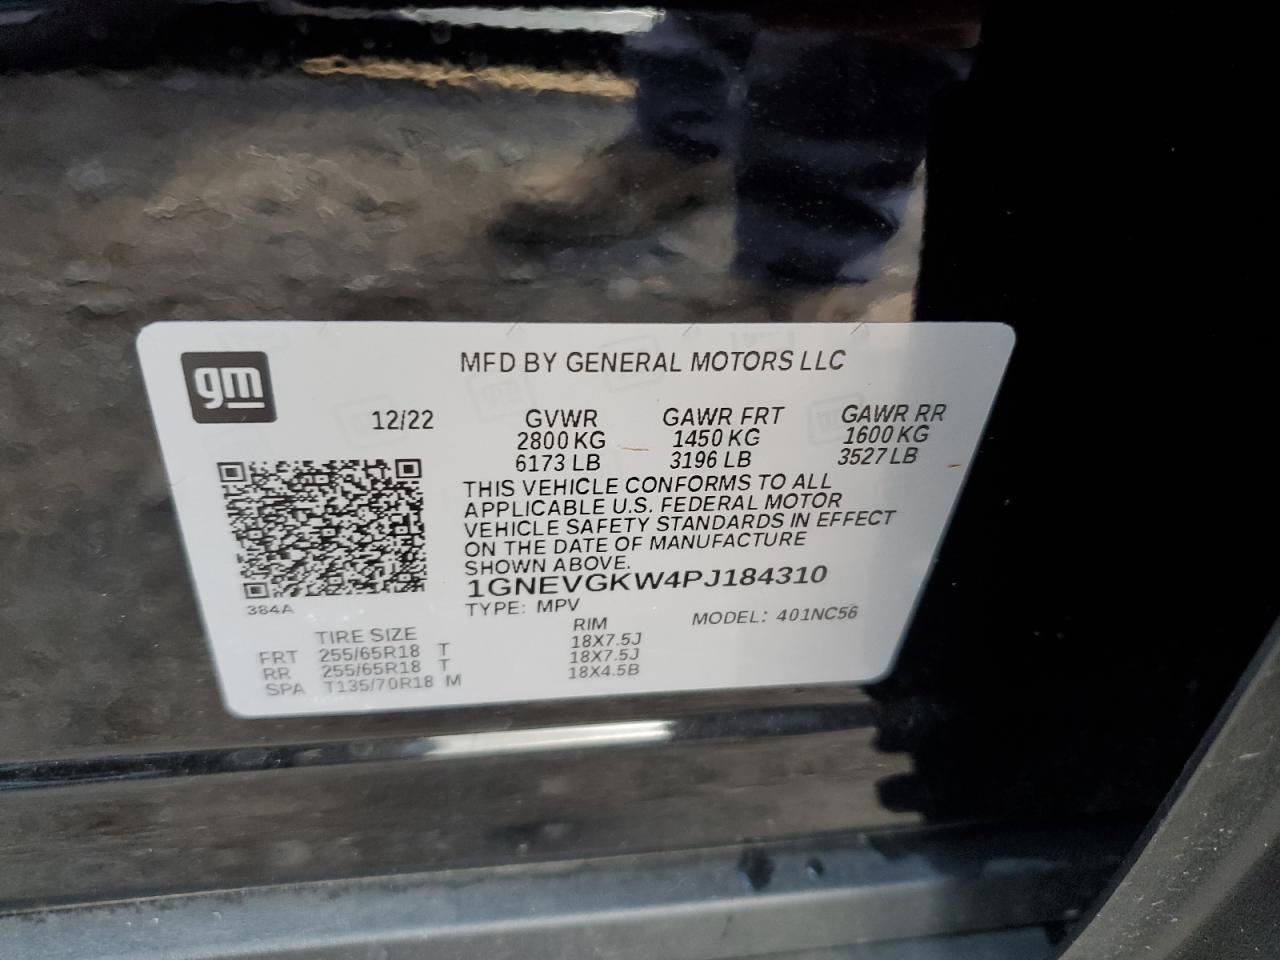 gm
MFD BY GENERAL MOTORS LLC
12/22 GVWR GAWR FRT GAWR RR
2800 KG 1450 KG 1600 KG
6173 LB 3196 LB 3527 LB
THIS VEHICLE CONFORMS TO ALL
APPLICABLE U.S. FEDERAL MOTOR
VEHICLE SAFETY STANDARDS IN EFFECT
ON THE DATE OF MANUFACTURE
SHOWN ABOVE.
1GNEVGKW4PJ184310
384A
TYPE: MPV MODEL: 401NC56
TIRE SIZE RIM
FRT 255/65R18 T 18X7.5J
RR 255/65R18 T 18X7.5J
SPA T135/70R18 M 18X4.5B